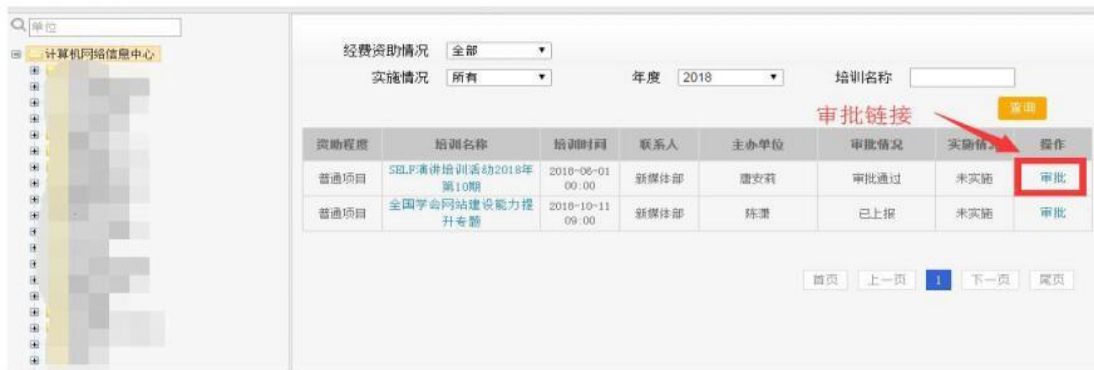 单位
计算机网络信息中心
经费资助情况 全部
实施情况 所有 年度 2018 培训名称
查询
审批链接
资助程度 培训名称 培训时间 联系人 主办单位 审批情况 实施情 操作
普通项目 SELF演讲培训活动2018年 2018-06-01 新媒体部 唐安莉 审批通过 未实施 审批
第10期 00:00
普通项目 全国学会网站建设能力提 2018-10-11 新媒体部 陈潇 已上报 未实施 审批
升专题 09:00
首页 上一页 1 下一页 尾页